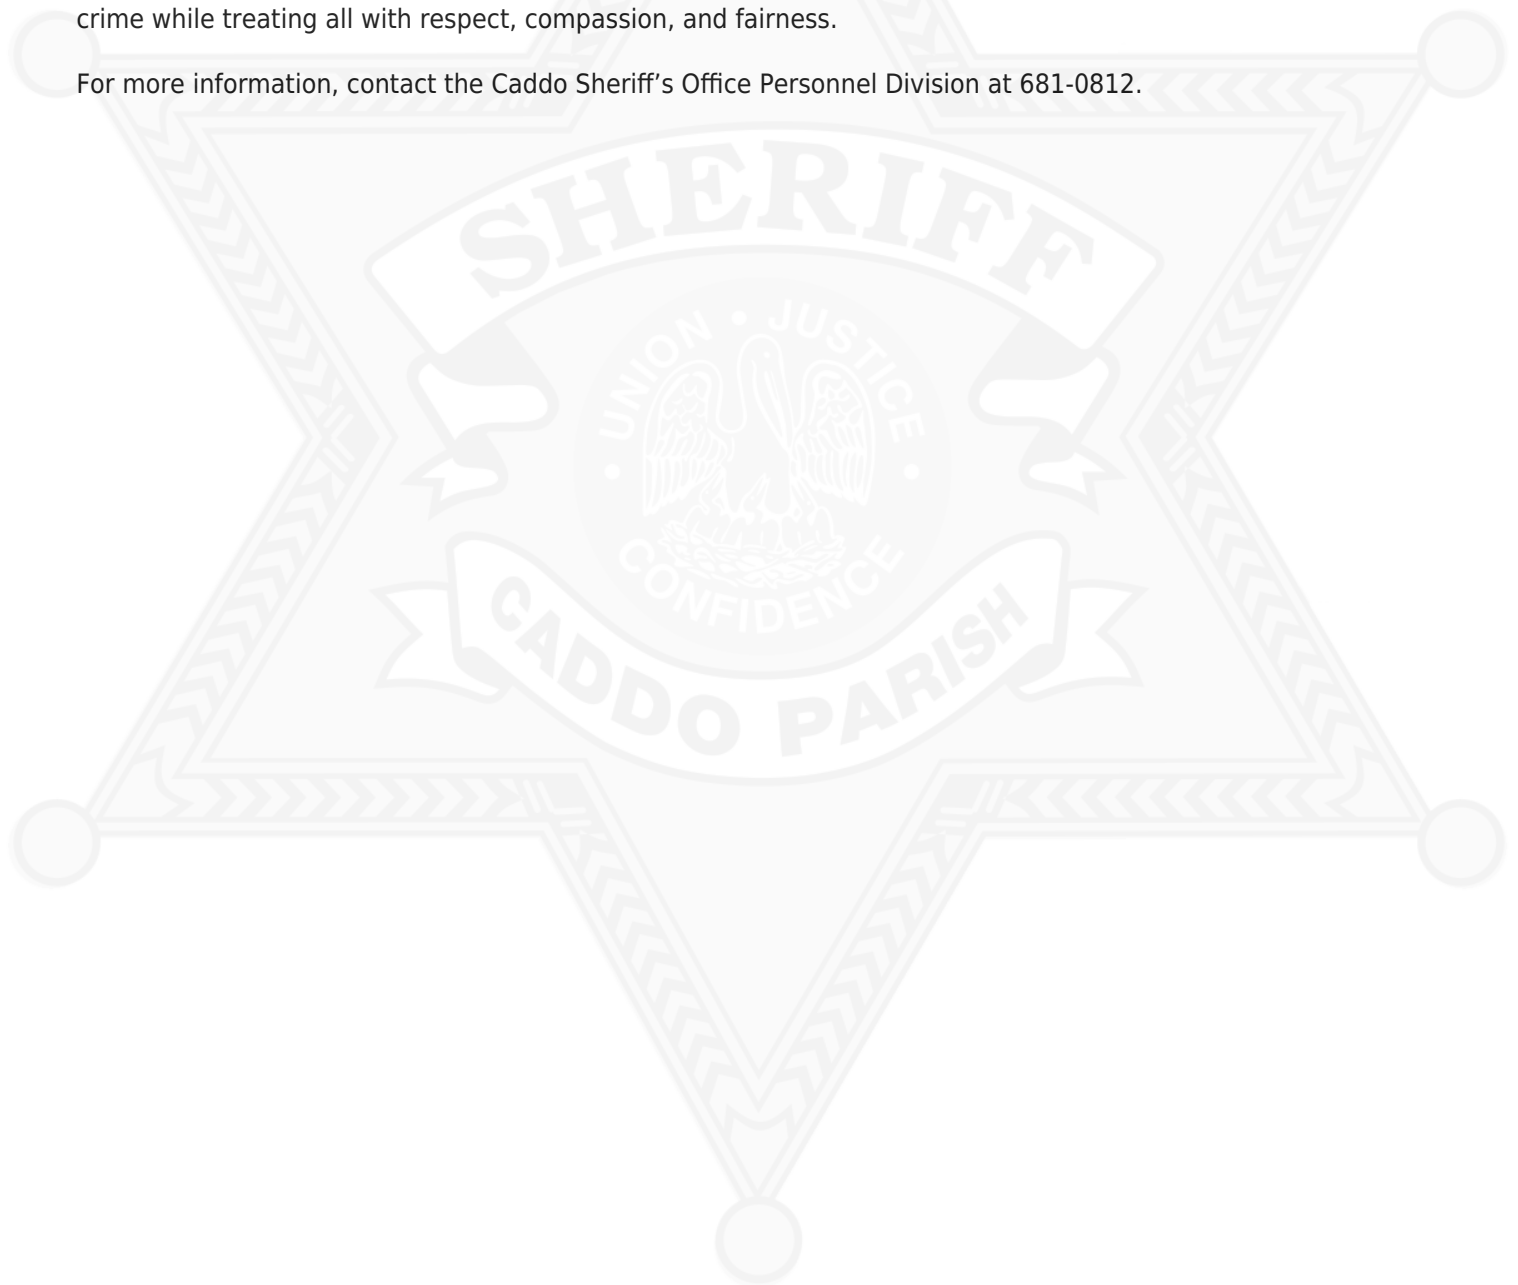 crime while treating all with respect, compassion, and fairness.
For more information, contact the Caddo Sheriff’s Office Personnel Division at 681-0812.
SHERIFF
UNION • JUSTICE
• CONFIDENCE •
CADDO PARISH